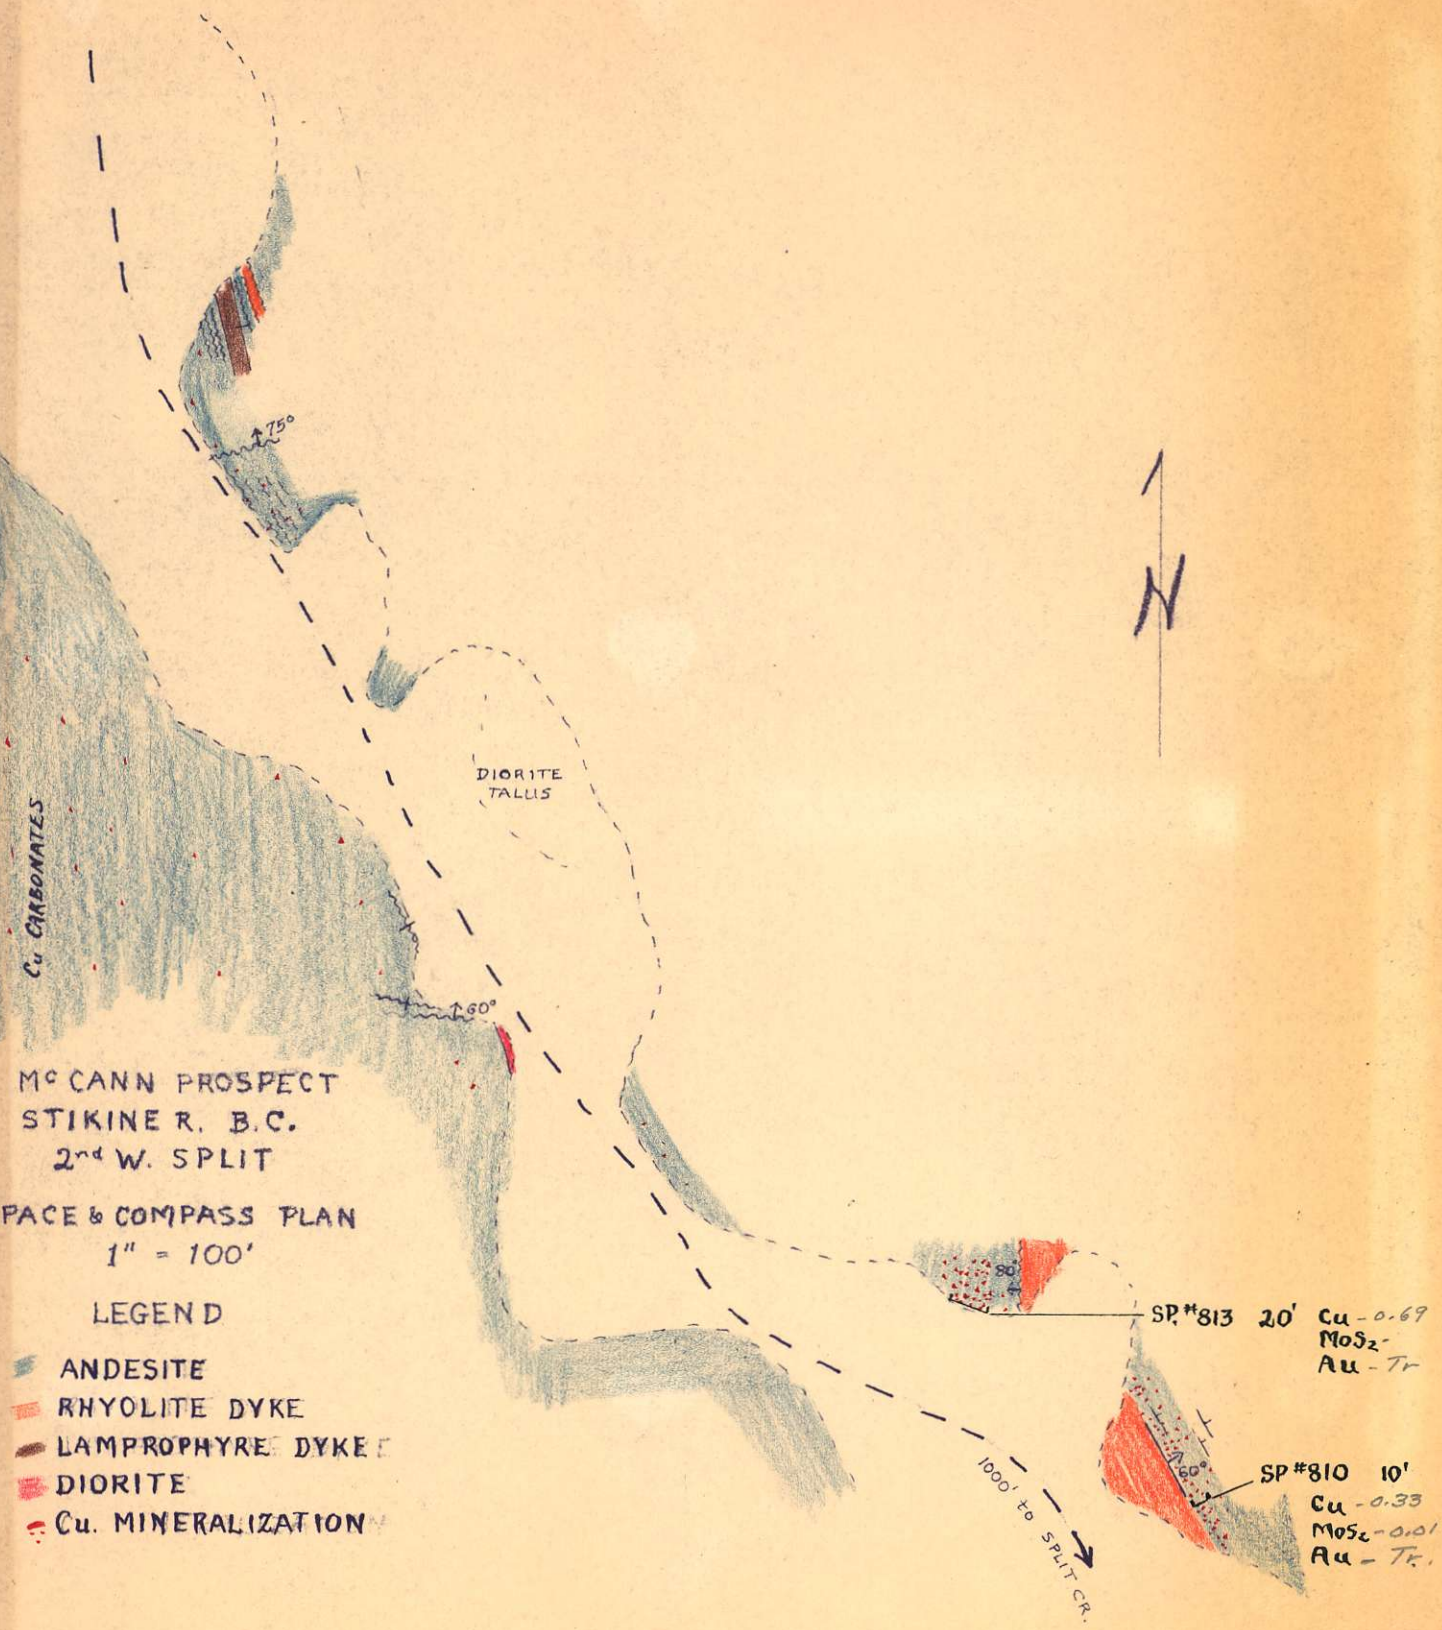 75°
N
DIORITE
TALUS
Cu CARBONATES
60°
Mc CANN PROSPECT
STIKINE R. B.C.
2nd W. SPLIT
PACE & COMPASS PLAN
1" = 100'
LEGEND
ANDESITE
RHYOLITE DYKE
LAMPROPHYRE DYKE
DIORITE
Cu. MINERALIZATION
80°
SP.#813 20' Cu - 0.69
MoS2 -
Au - Tr
60°
SP#810 10'
Cu - 0.33
MoS2 - 0.01
Au - Tr.
1000' to SPLIT CR.